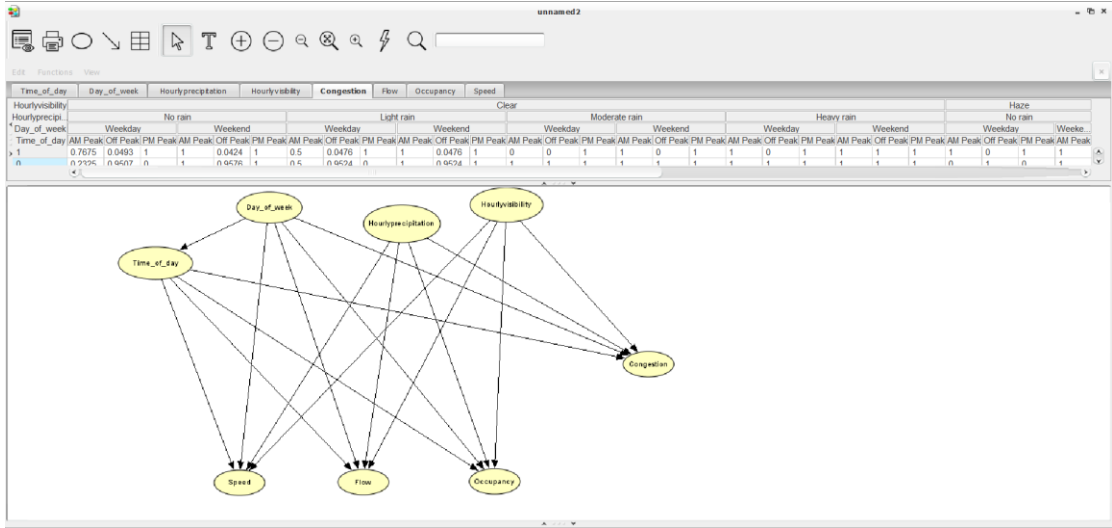 unnamed2
Edit Functions View
Time_of_day Day_of_week Hourlyprecipitation Hourlyvisibility Congestion Flow Occupancy Speed
Hourlyvisibility Clear Haze
Hourlyprecipi... No rain Light rain Moderate rain Heavy rain No rain
Day_of_week Weekday Weekend Weekday Weekend Weekday Weekend Weekday Weekend Weekday Weeke...
Time_of_day AM Peak Off Peak PM Peak AM Peak Off Peak PM Peak AM Peak Off Peak PM Peak AM Peak Off Peak PM Peak AM Peak Off Peak PM Peak AM Peak Off Peak PM Peak AM Peak Off Peak PM Peak AM Peak Off Peak PM Peak AM Peak Off Peak PM Peak AM Peak
1 0.7675 0.0493 1 1 0.0424 1 0.5 0.0476 1 1 0.0476 1 0 0 1 1 0 1 1 0 1 1 1 1 1 0 1 1
0 0.2325 0.9507 0 1 0.9576 1 0.5 0.9524 0 1 0.9524 1 1 1 1 1 1 1 1 1 1 1 1 1 0 1 0 1
Day_of_week
Hourlyprecipitation
Hourlyvisibility
Time_of_day
Congestion
Speed
Flow
Occupancy